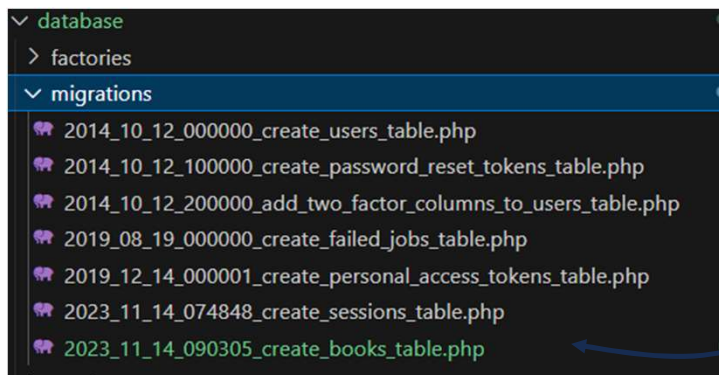 database
factories
migrations
2014_10_12_000000_create_users_table.php
2014_10_12_100000_create_password_reset_tokens_table.php
2014_10_12_200000_add_two_factor_columns_to_users_table.php
2019_08_19_000000_create_failed_jobs_table.php
2019_12_14_000001_create_personal_access_tokens_table.php
2023_11_14_074848_create_sessions_table.php
2023_11_14_090305_create_books_table.php